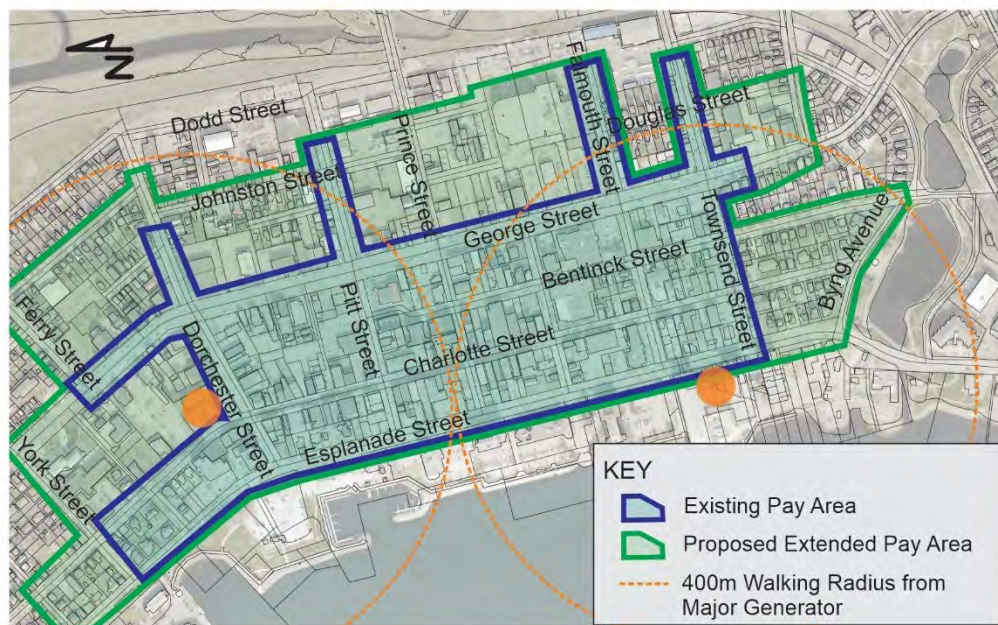 N
Dodd Street
Falmouth Street
Douglas Street
Prince Street
Johnston Street
George Street
Townsend Street
Byng Avenue
Bentinck Street
Ferry Street
Pitt Street
Charlotte Street
Dorchester Street
Esplanade Street
York Street
KEY
Existing Pay Area
Proposed Extended Pay Area
400m Walking Radius from
Major Generator